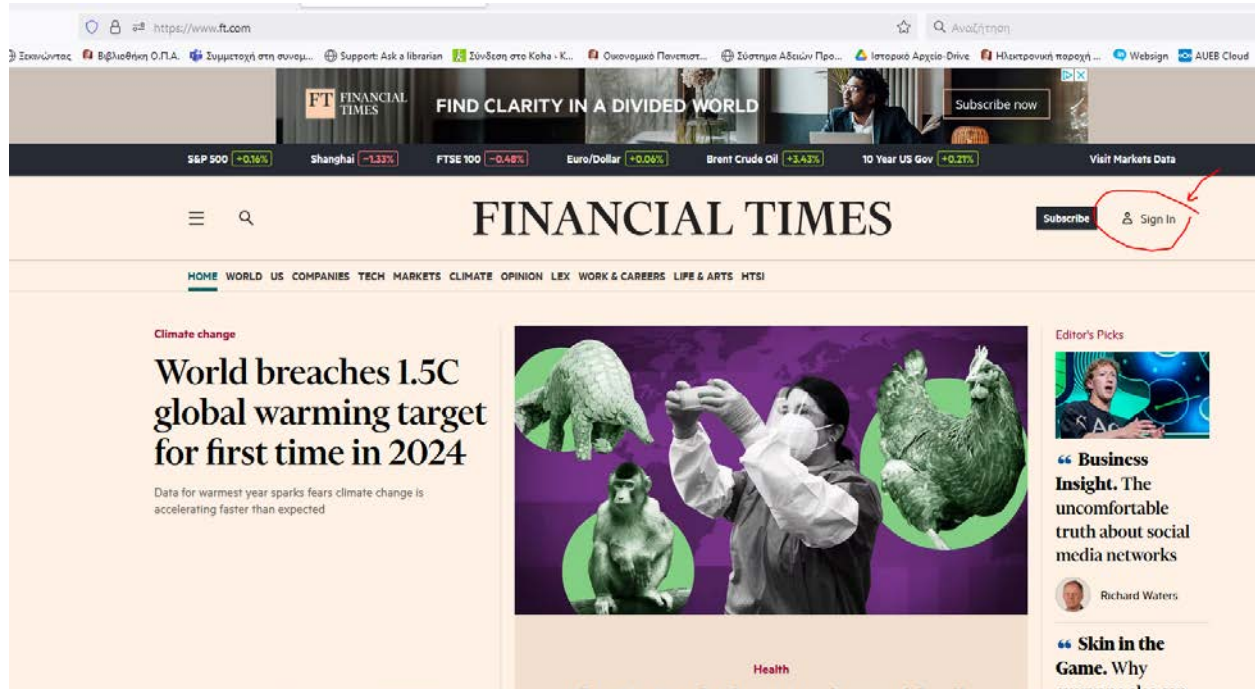 https://www.ft.com
Αναζήτηση
Ξεκινώντας Βιβλιοθήκη Ο.Π.Α. Συμμετοχή στη συνομ... Support: Ask a librarian Σύνδεση στο Koha - K... Οικονομικό Πανεπιστ... Σύστημα Αδειών Προ... Ιστορικό Αρχείο-Drive Ηλεκτρονική παροχή ... Websign AUEB Cloud
FT FINANCIAL TIMES FIND CLARITY IN A DIVIDED WORLD Subscribe now
S&P 500 +0.16% Shanghai -1.33% FTSE 100 -0.48% Euro/Dollar +0.06% Brent Crude Oil +3.43% 10 Year US Gov +0.21% Visit Markets Data
FINANCIAL TIMES
Subscribe Sign In
HOME WORLD US COMPANIES TECH MARKETS CLIMATE OPINION LEX WORK & CAREERS LIFE & ARTS HTSI
Climate change
World breaches 1.5C
global warming target
for first time in 2024
Data for warmest year sparks fears climate change is
accelerating faster than expected
Health
Editor's Picks
“ Business
Insight. The
uncomfortable
truth about social
media networks
Richard Waters
“ Skin in the
Game. Why